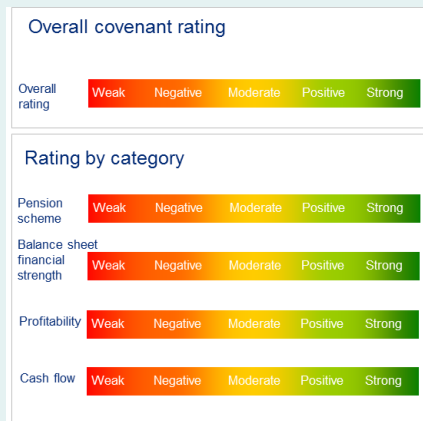 Overall covenant rating
Overall rating
Weak Negative Moderate Positive Strong
Rating by category
Pension scheme
Weak Negative Moderate Positive Strong
Balance sheet financial strength
Weak Negative Moderate Positive Strong
Profitability
Weak Negative Moderate Positive Strong
Cash flow
Weak Negative Moderate Positive Strong